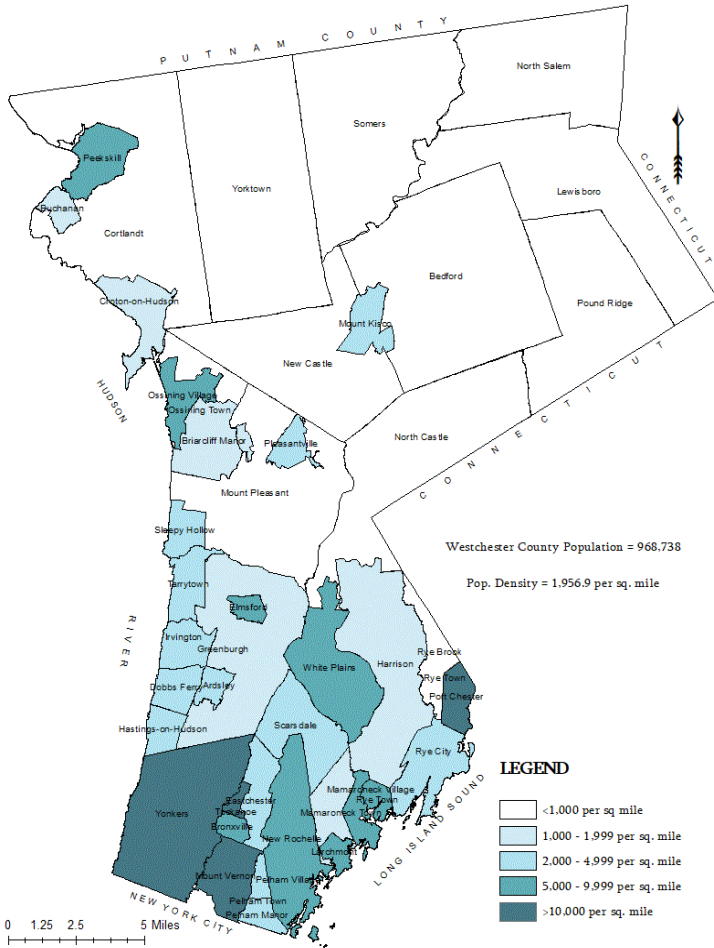 PUTNAM COUNTY
North Salem
Somers
Peekskill
CONNECTICUT
Yorktown
Lewisboro
Buchanan
Cortlandt
Bedford
Croton-on-Hudson
Pound Ridge
Mount Kisco
New Castle
HUDSON
Ossining Village
Ossining Town
Briarcliff Manor
Pleasantville
North Castle
CONNECTICUT
Mount Pleasant
Sleepy Hollow
Westchester County Population = 968,738
Pop. Density = 1,956.9 per sq. mile
Tarrytown
Elmsford
RIVER
Irvington
Greenburgh
White Plains
Harrison
Rye Brook
Rye Town
Port Chester
Dobbs Ferry
Ardsley
Hastings-on-Hudson
Scarsdale
Rye City
LEGEND
<1,000 per sq mile
1,000 - 1,999 per sq. mile
2,000 - 4,999 per sq. mile
5,000 - 9,999 per sq. mile
>10,000 per sq. mile
Mamaroneck Village
Rye Town
Mamaroneck Town
LONG ISLAND SOUND
Yonkers
Eastchester
Tuckahoe
Bronxville
New Rochelle
Larchmont
Mount Vernon
Pelham Village
Pelham Town
Pelham Manor
NEW YORK CITY
0 1.25 2.5 5 Miles